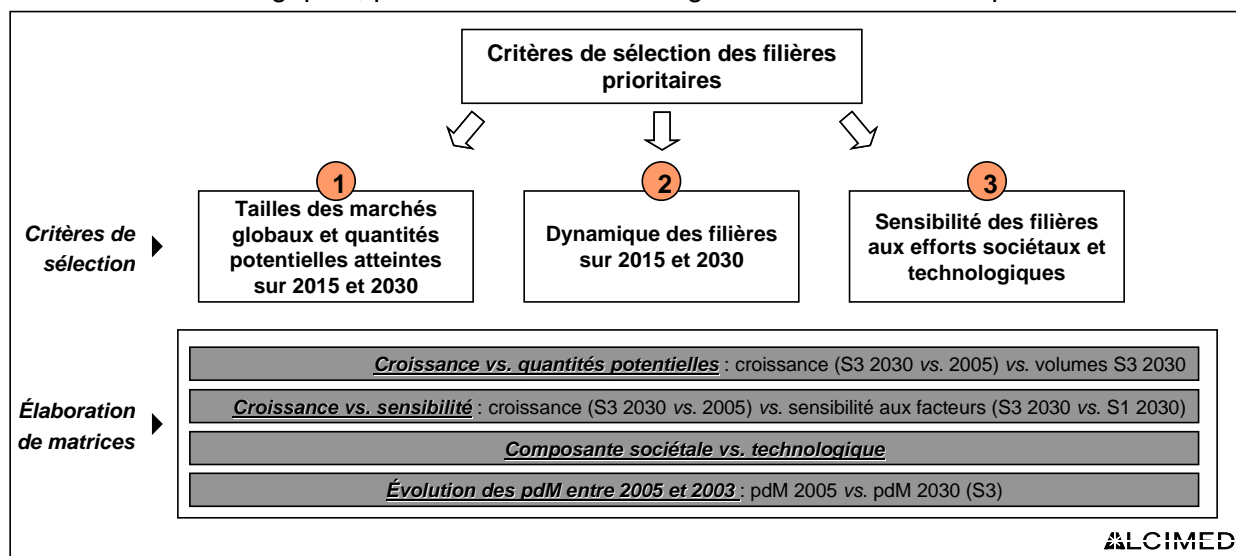 Critères de sélection des filières
prioritaires
1
2
3
Tailles des marchés
globaux et quantités
potentielles atteintes
sur 2015 et 2030
Dynamique des filières
sur 2015 et 2030
Sensibilité des filières
aux efforts sociétaux et
technologiques
Critères de
sélection
Élaboration
de matrices
Croissance vs. quantités potentielles : croissance (S3 2030 vs. 2005) vs. volumes S3 2030
Croissance vs. sensibilité : croissance (S3 2030 vs. 2005) vs. sensibilité aux facteurs (S3 2030 vs. S1 2030)
Composante sociétale vs. technologique
Évolution des pdM entre 2005 et 2003 : pdM 2005 vs. pdM 2030 (S3)
ALCIMED